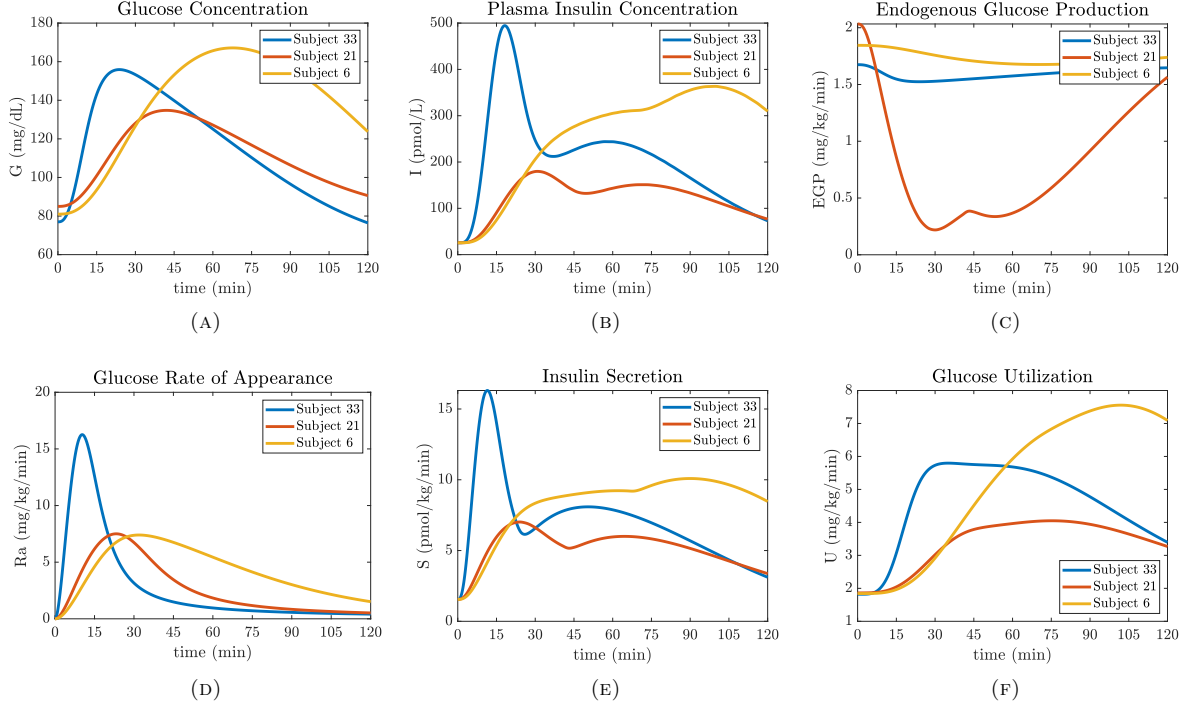 Glucose Concentration
G (mg/dL)
180
160
140
120
100
80
60
0 15 30 45 60 75 90 105 120
time (min)
Subject 33
Subject 21
Subject 6
(A)
Plasma Insulin Concentration
I (pmol/L)
500
400
300
200
100
0
0 15 30 45 60 75 90 105 120
time (min)
Subject 33
Subject 21
Subject 6
(B)
Endogenous Glucose Production
EGP (mg/kg/min)
2
1.5
1
0.5
0
0 15 30 45 60 75 90 105 120
time (min)
Subject 33
Subject 21
Subject 6
(C)
Glucose Rate of Appearance
Ra (mg/kg/min)
20
15
10
5
0
0 15 30 45 60 75 90 105 120
time (min)
Subject 33
Subject 21
Subject 6
(D)
Insulin Secretion
S (pmol/kg/min)
15
10
5
0
0 15 30 45 60 75 90 105 120
time (min)
Subject 33
Subject 21
Subject 6
(E)
Glucose Utilization
U (mg/kg/min)
8
7
6
5
4
3
2
1
0 15 30 45 60 75 90 105 120
time (min)
Subject 33
Subject 21
Subject 6
(F)